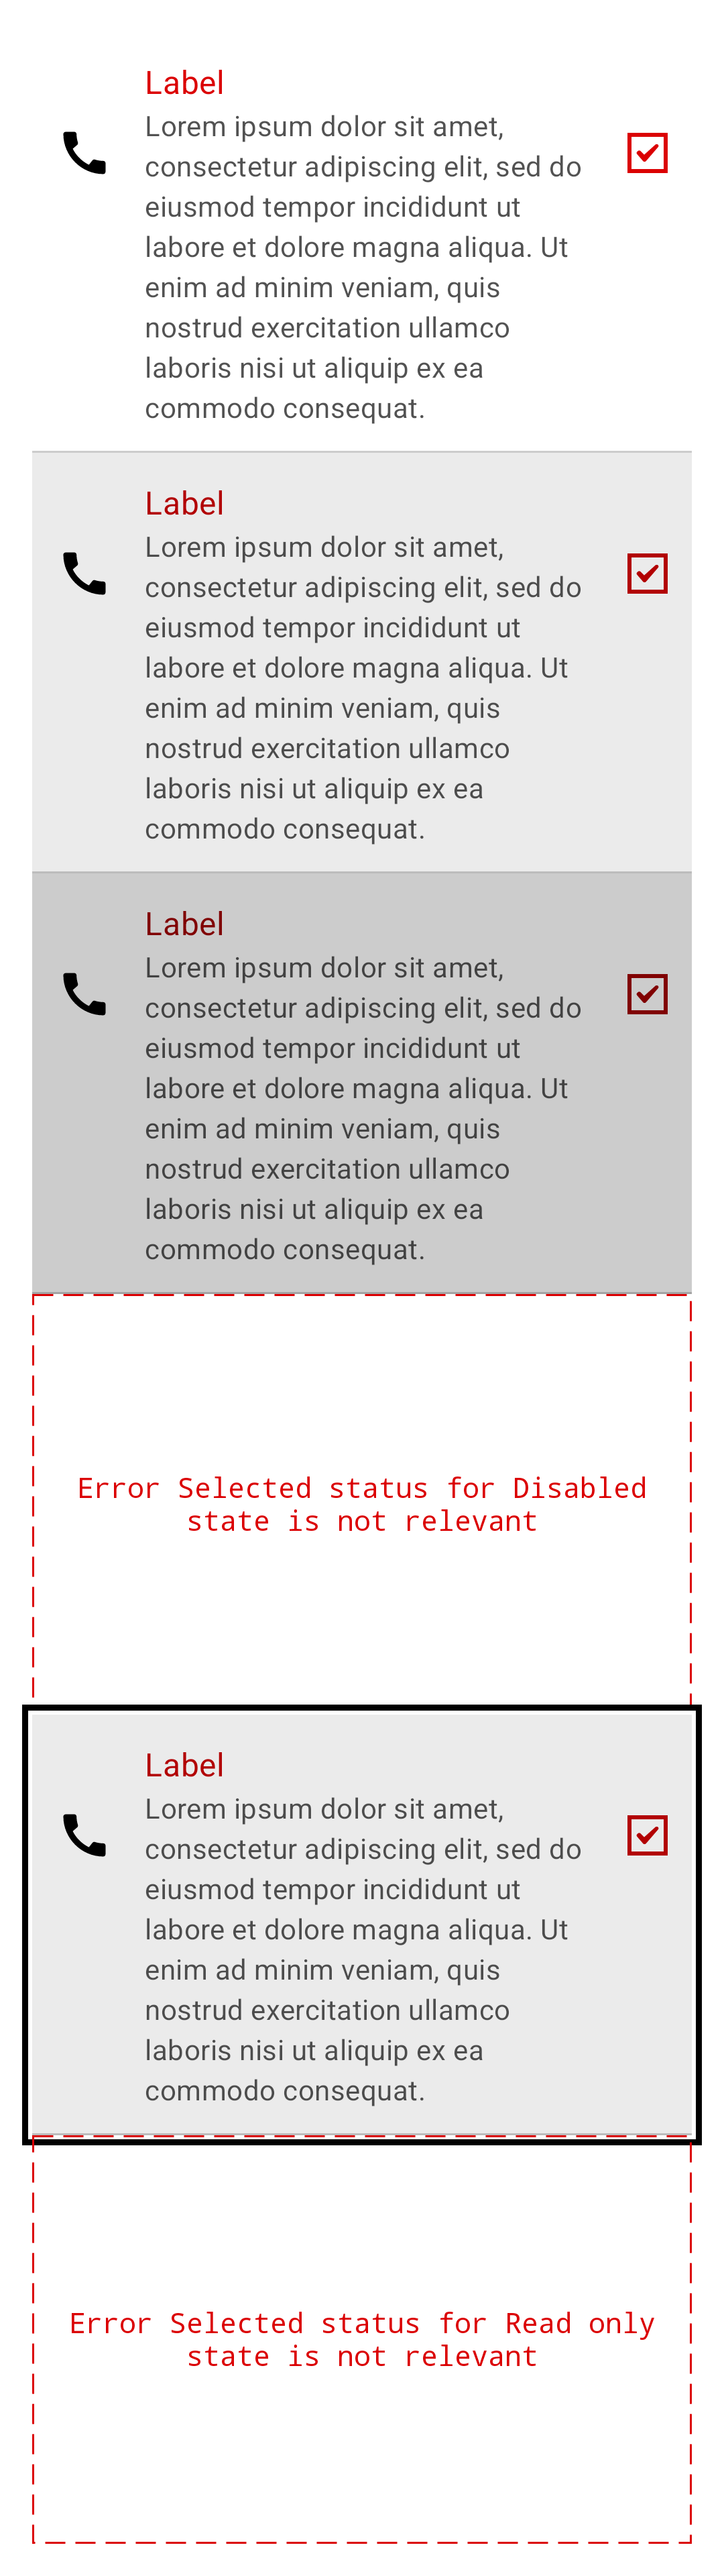 Label
Lorem ipsum dolor sit amet,
consectetur adipiscing elit, sed do
eiusmod tempor incididunt ut
labore et dolore magna aliqua. Ut
enim ad minim veniam, quis
nostrud exercitation ullamco
laboris nisi ut aliquip ex ea
commodo consequat.
Label
Lorem ipsum dolor sit amet,
consectetur adipiscing elit, sed do
eiusmod tempor incididunt ut
labore et dolore magna aliqua. Ut
enim ad minim veniam, quis
nostrud exercitation ullamco
laboris nisi ut aliquip ex ea
commodo consequat.
Label
Lorem ipsum dolor sit amet,
consectetur adipiscing elit, sed do
eiusmod tempor incididunt ut
labore et dolore magna aliqua. Ut
enim ad minim veniam, quis
nostrud exercitation ullamco
laboris nisi ut aliquip ex ea
commodo consequat.
Error Selected status for Disabled
state is not relevant
Label
Lorem ipsum dolor sit amet,
consectetur adipiscing elit, sed do
eiusmod tempor incididunt ut
labore et dolore magna aliqua. Ut
enim ad minim veniam, quis
nostrud exercitation ullamco
laboris nisi ut aliquip ex ea
commodo consequat.
Error Selected status for Read only
state is not relevant